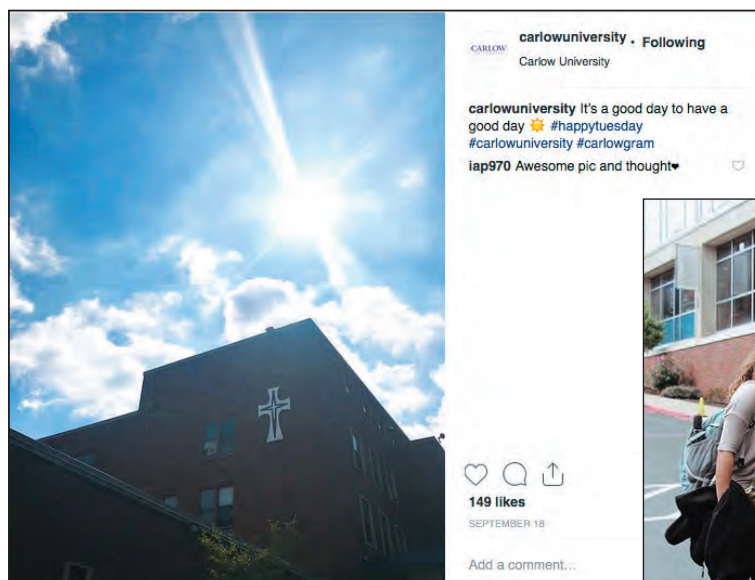 CARLOW
carlowuniversity • Following
Carlow University
carlowuniversity It's a good day to have a
good day ☀️ #happytuesday
#carlowuniversity #carlowgram
iap970 Awesome pic and thought❤
149 likes
SEPTEMBER 18
Add a comment...